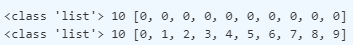 <class 'list'> 10 [0, 0, 0, 0, 0, 0, 0, 0, 0, 0]
<class 'list'> 10 [0, 1, 2, 3, 4, 5, 6, 7, 8, 9]